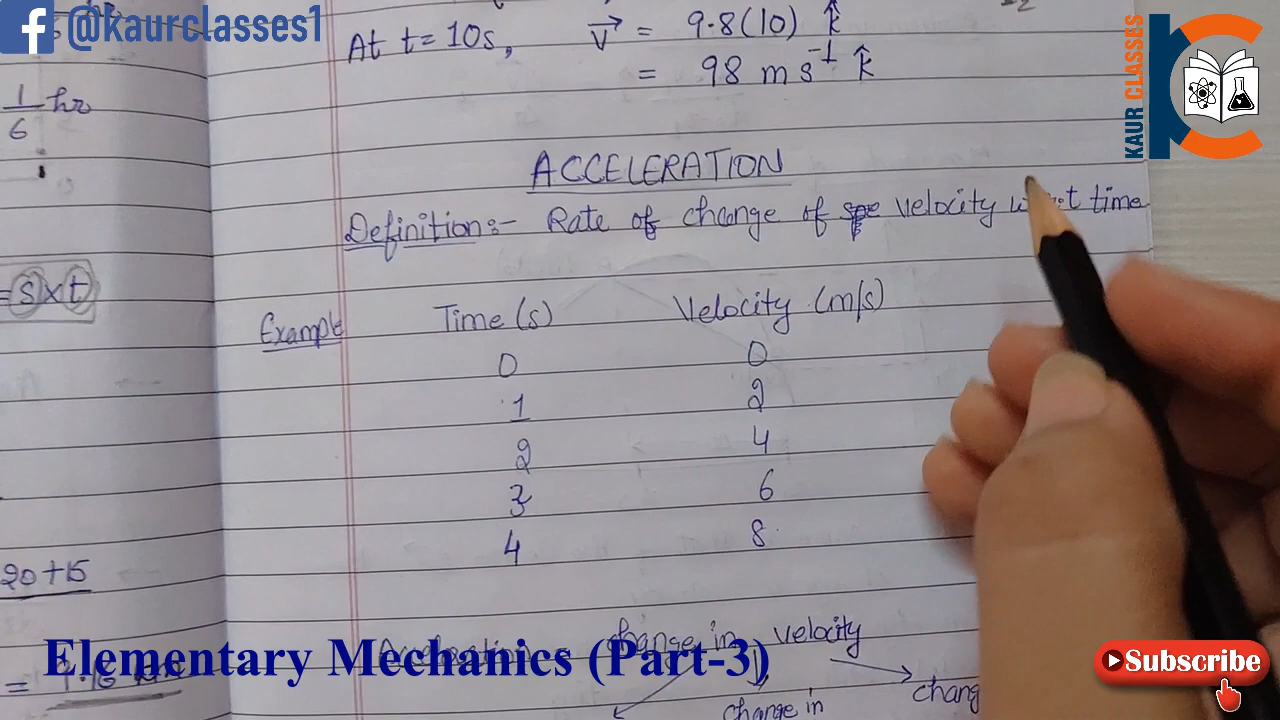 @kaurclasses1
KAUR CLASSES
At t = 10s, v⃗ = 9.8(10) k̂
= 98 m s⁻¹ k̂
1/6 hr
ACCELERATION
Definition:- Rate of change of spe velocity time
= s × t
Example Time (s) Velocity (m/s)
0 0
1 2
2 4
3 6
4 8
20+15
change in velocity
change in
Elementary Mechanics (Part-3)
Subscribe